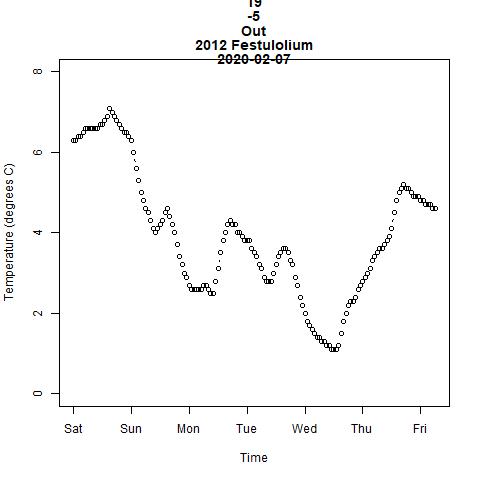 19
-5
Out
2012 Festulolium
2020-02-07
Temperature (degrees C)
8
6
4
2
0
Sat Sun Mon Tue Wed Thu Fri
Time